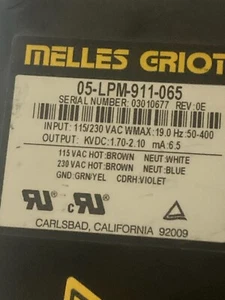 MELLES GRIOT
05-LPM-911-065
SERIAL NUMBER: 03010677 REV:0E
INPUT: 115/230 VAC WMAX: 19.0 Hz:50-400
OUTPUT: KVDC: 1.70-2.10 mA:6.5
115 VAC HOT:BROWN NEUT:WHITE
230 VAC HOT:BROWN NEUT:BLUE
GND:GRN/YEL CDRH:VIOLET
CARLSBAD, CALIFORNIA 92009